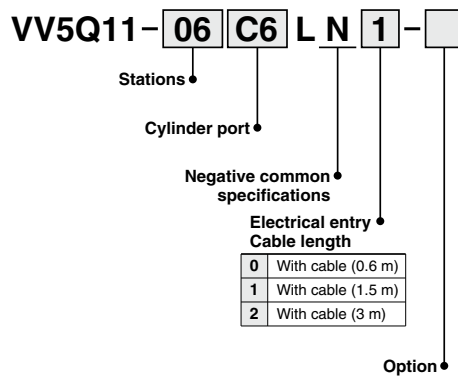 VV5Q11-06 C6 L N 1-
Stations
Cylinder port
Negative common
specifications
Electrical entry
Cable length
0 With cable (0.6 m)
1 With cable (1.5 m)
2 With cable (3 m)
Option